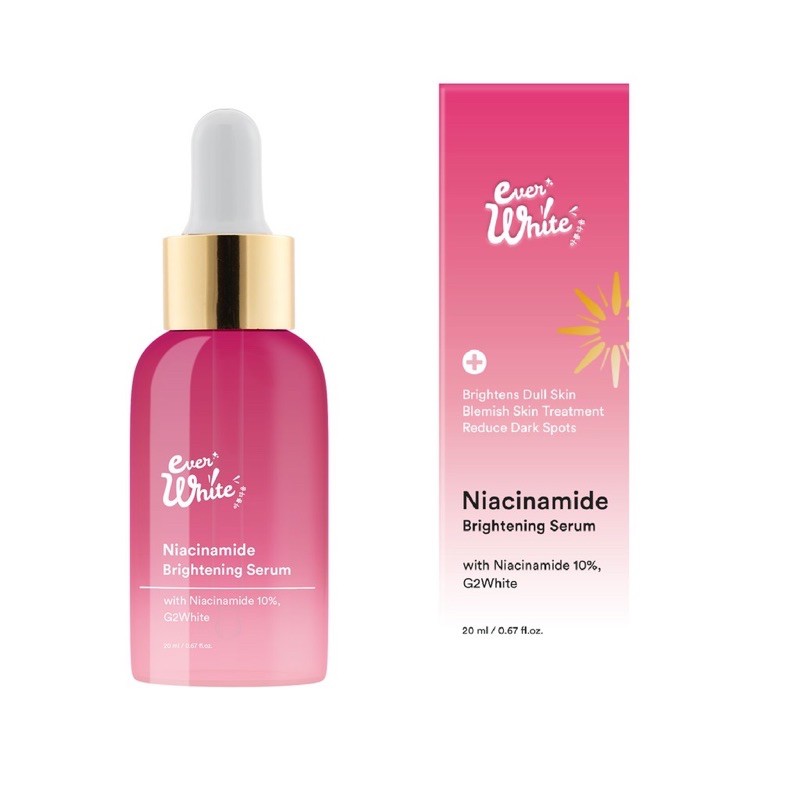 ever
White
Niacinamide
Brightening Serum
with Niacinamide 10%,
G2White
20 ml / 0.67 fl.oz.
ever
White
Brightens Dull Skin
Blemish Skin Treatment
Reduce Dark Spots
Niacinamide
Brightening Serum
with Niacinamide 10%,
G2White
20 ml / 0.67 fl.oz.